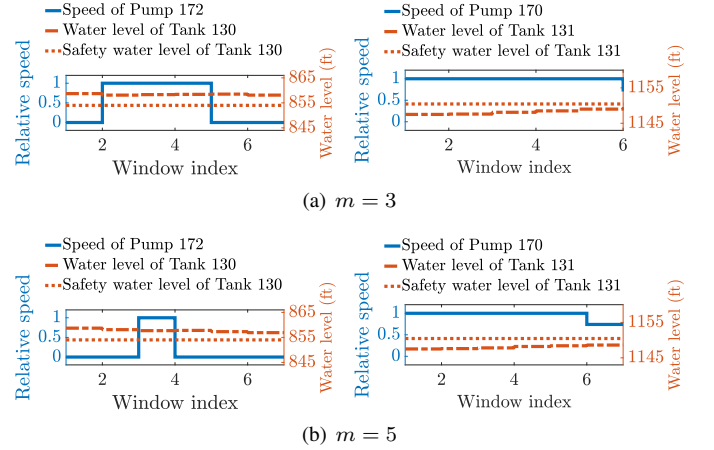 Speed of Pump 172
Water level of Tank 130
Safety water level of Tank 130
Relative speed
1
0.5
0
865
855
845
Water level (ft)
2
4
6
Window index
Speed of Pump 170
Water level of Tank 131
Safety water level of Tank 131
Relative speed
1
0.5
0
1155
1145
Water level (ft)
2
4
6
Window index
(a) m = 3
Speed of Pump 172
Water level of Tank 130
Safety water level of Tank 130
Relative speed
1
0.5
0
865
855
845
Water level (ft)
2
4
6
Window index
Speed of Pump 170
Water level of Tank 131
Safety water level of Tank 131
Relative speed
1
0.5
0
1155
1145
Water level (ft)
2
4
6
Window index
(b) m = 5